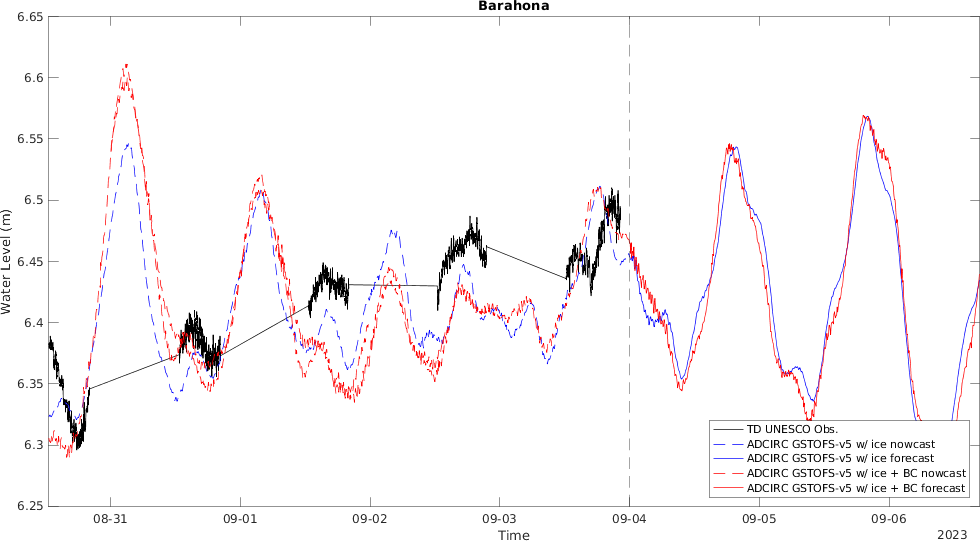 Barahona
6.65
6.6
6.55
6.5
6.45
6.4
6.35
6.3
6.25
Water Level (m)
08-31
09-01
09-02
09-03
09-04
09-05
09-06
Time
2023
TD UNESCO Obs.
ADCIRC GSTOFS-v5 w/ ice nowcast
ADCIRC GSTOFS-v5 w/ ice forecast
ADCIRC GSTOFS-v5 w/ ice + BC nowcast
ADCIRC GSTOFS-v5 w/ ice + BC forecast